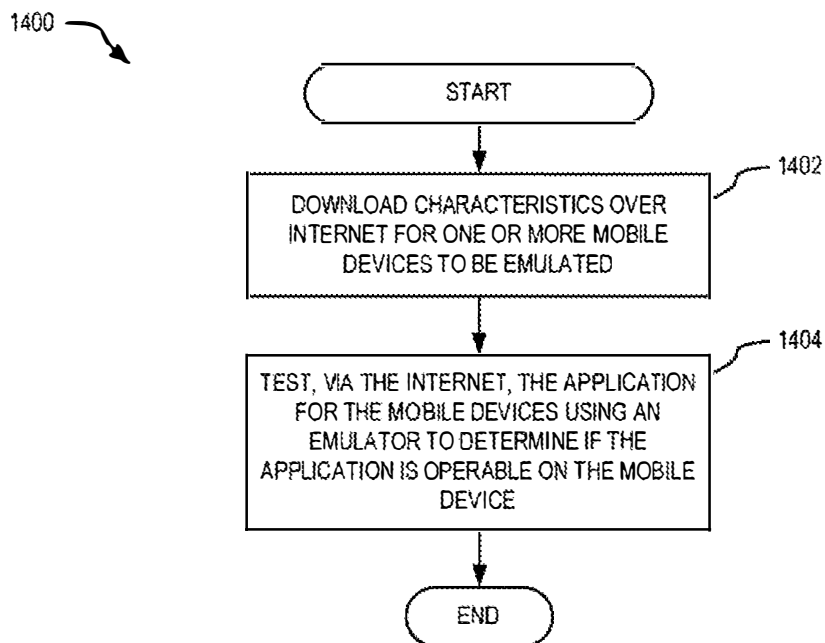 1400
START
1402
DOWNLOAD CHARACTERISTICS OVER
INTERNET FOR ONE OR MORE MOBILE
DEVICES TO BE EMULATED
1404
TEST, VIA THE INTERNET, THE APPLICATION
FOR THE MOBILE DEVICES USING AN
EMULATOR TO DETERMINE IF THE
APPLICATION IS OPERABLE ON THE MOBILE
DEVICE
END